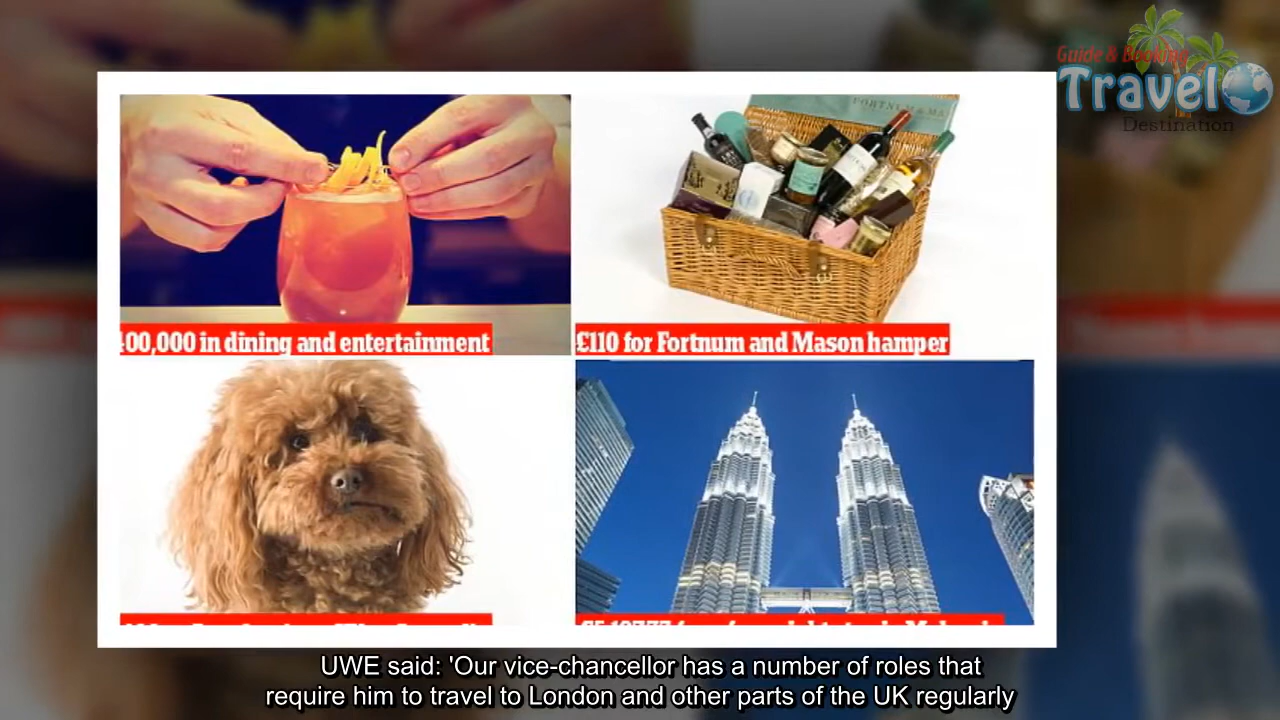 Guide & Booking
Travel
Destination
FORTNUM & MA
00,000 in dining and entertainment
£110 for Fortnum and Mason hamper
UWE said: 'Our vice-chancellor has a number of roles that
require him to travel to London and other parts of the UK regularly